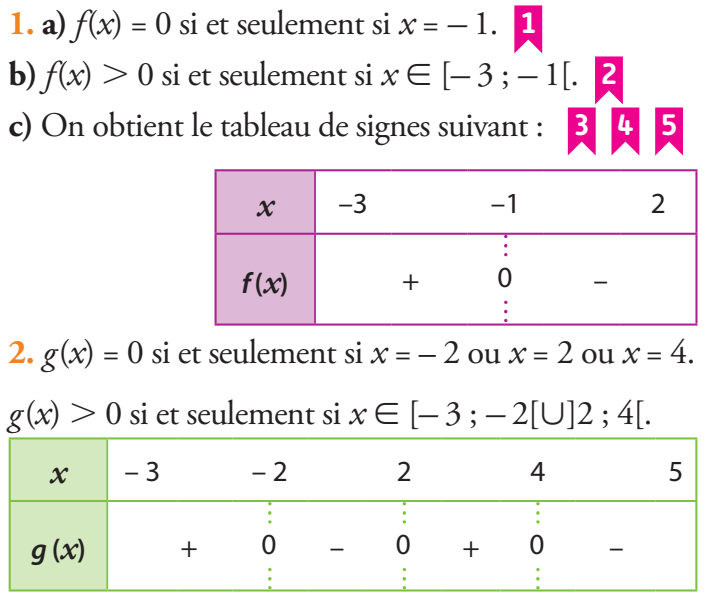 1. a) f(x) = 0 si et seulement si x = – 1. 1
b) f(x) > 0 si et seulement si x ∈ [– 3 ; – 1[. 2
c) On obtient le tableau de signes suivant : 3 4 5
x –3 –1 2
f(x) + 0 –
2. g(x) = 0 si et seulement si x = – 2 ou x = 2 ou x = 4.
g(x) > 0 si et seulement si x ∈ [– 3 ; – 2[∪]2 ; 4[.
x – 3 – 2 2 4 5
g(x) + 0 – 0 + 0 –